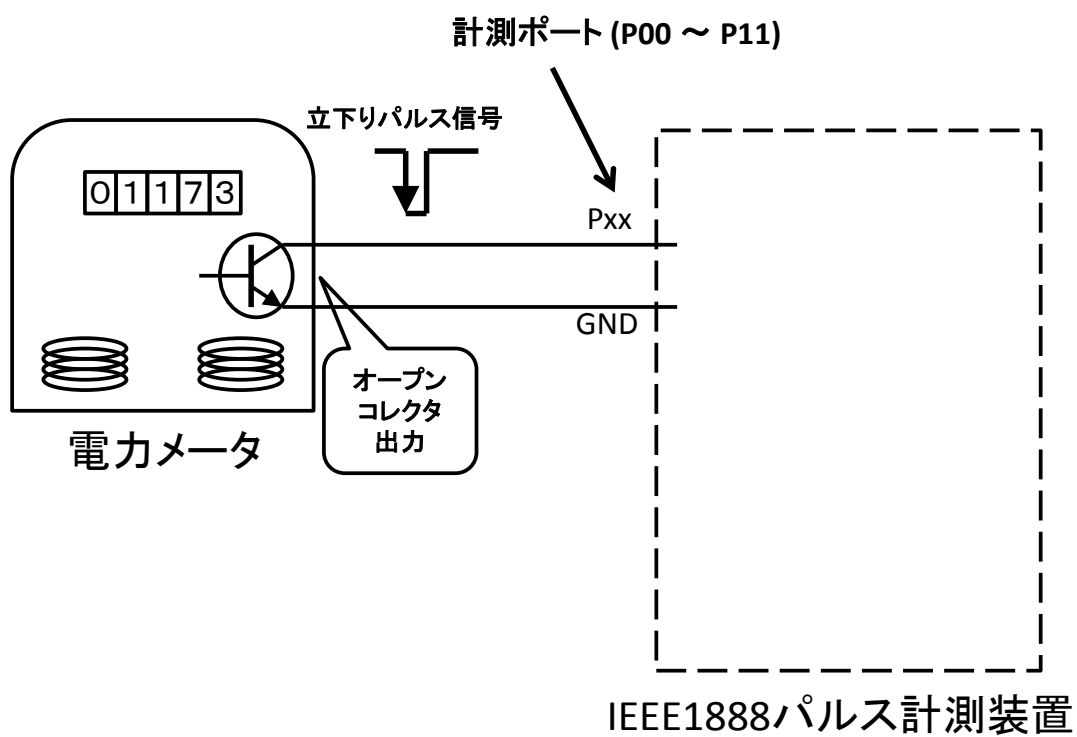 計測ポート (P00 ～ P11)
立下りパルス信号
01173
Pxx
GND
オープン
コレクタ
出力
電力メータ
IEEE1888パルス計測装置